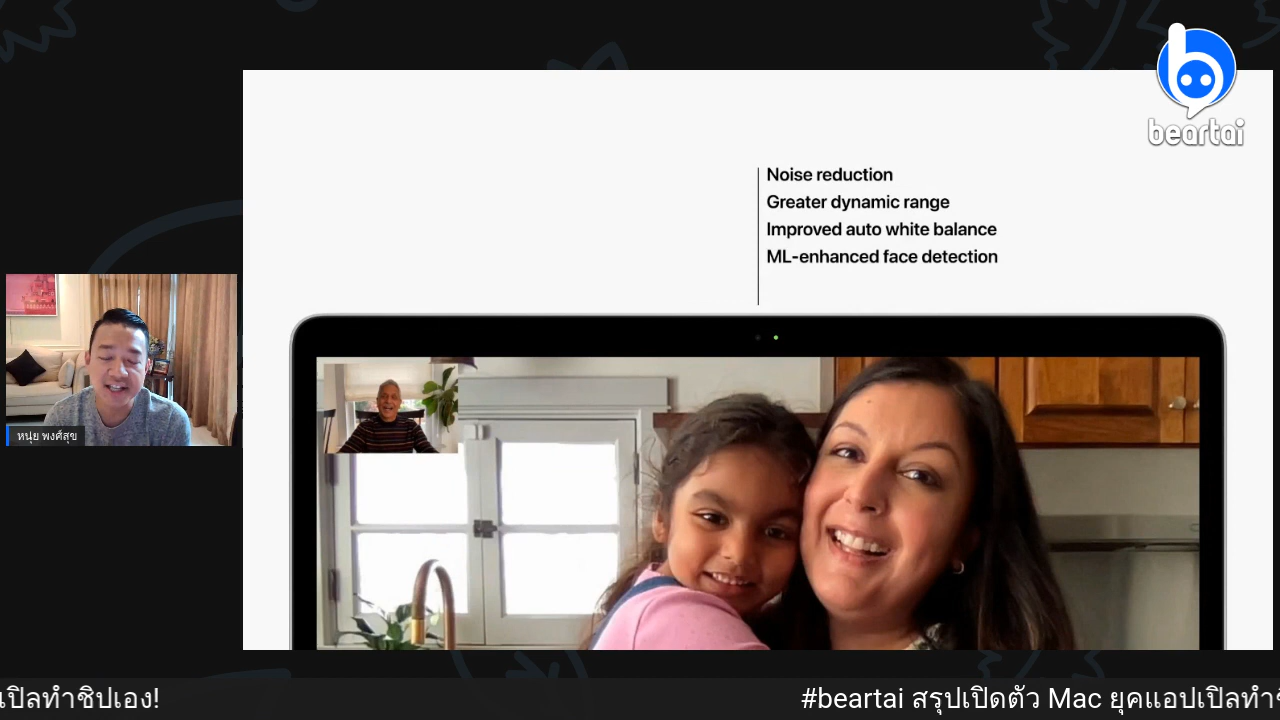 beartai
Noise reduction
Greater dynamic range
Improved auto white balance
ML-enhanced face detection
หนุ่ย พงศ์สุข
เปิลทำชิปเอง! #beartai สรุปเปิดตัว Mac ยุคแอปเปิลทำ